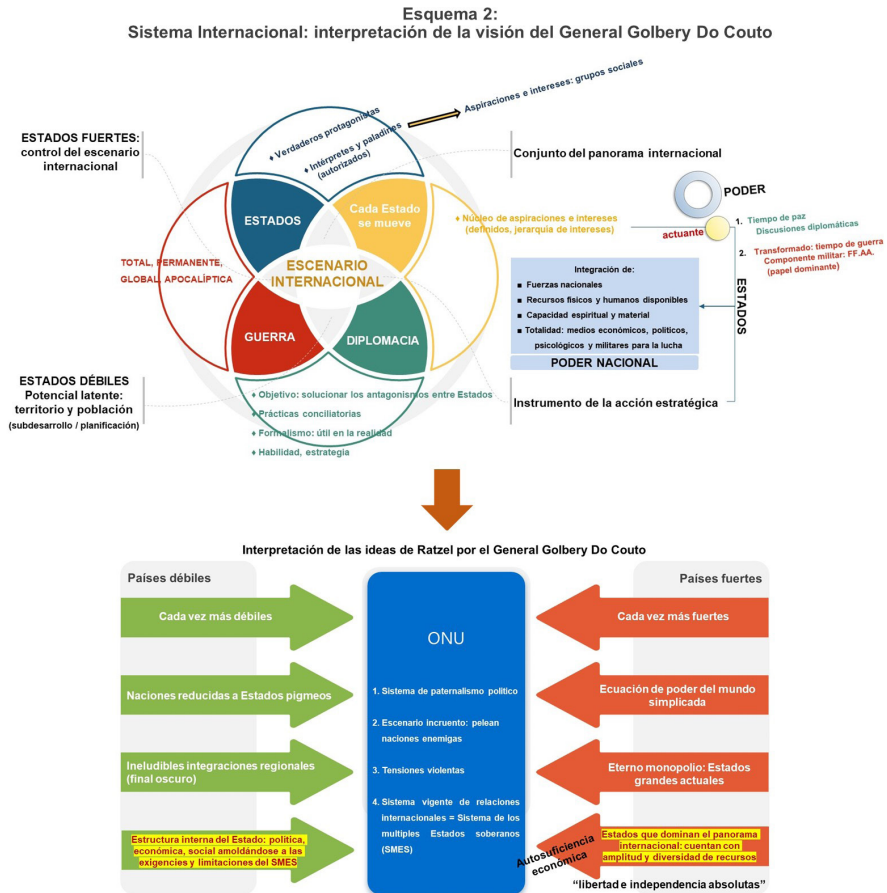 Esquema 2:
Sistema Internacional: interpretación de la visión del General Golbery Do Couto
Aspiraciones e intereses: grupos sociales
♦ Verdaderos protagonistas
♦ Intérpretes y paladines
(autorizados)
ESTADOS FUERTES:
control del escenario
internacional
Conjunto del panorama internacional
ESTADOS
Cada Estado
se mueve
♦ Núcleo de aspiraciones e intereses
(definidos, jerarquía de intereses)
PODER
actuante
1. Tiempo de paz
Discusiones diplomáticas
2. Transformado: tiempo de guerra
Componente militar: FF.AA.
(papel dominante)
TOTAL, PERMANENTE,
GLOBAL, APOCALÍPTICA
ESCENARIO
INTERNACIONAL
Integración de:
■ Fuerzas nacionales
■ Recursos físicos y humanos disponibles
■ Capacidad espiritual y material
■ Totalidad: medios económicos, políticos,
psicológicos y militares para la lucha
PODER NACIONAL
ESTADOS
GUERRA
DIPLOMACIA
ESTADOS DÉBILES
Potencial latente:
territorio y población
(subdesarrollo / planificación)
♦ Objetivo: solucionar los antagonismos entre Estados
♦ Prácticas conciliatorias
♦ Formalismo: útil en la realidad
♦ Habilidad, estrategia
Instrumento de la acción estratégica
Interpretación de las ideas de Ratzel por el General Golbery Do Couto
Países débiles
Cada vez más débiles
Naciones reducidas a Estados pigmeos
Ineludibles integraciones regionales
(final oscuro)
Estructura interna del Estado: política,
económica, social amoldándose a las
exigencies y limitaciones del SMES
ONU
1. Sistema de paternalismo político
2. Escenario incruento: pelean
naciones enemigas
3. Tensiones violentas
4. Sistema vigente de relaciones
internacionales = Sistema de los
multiples Estados soberanos
(SMES)
Países fuertes
Cada vez más fuertes
Ecuación de poder del mundo
simplicada
Eterno monopolio: Estados
grandes actuales
Estados que dominan el panorama
internacional: cuentan con
amplitud y diversidad de recursos
Autosuficiencia
económica
“libertad e independencia absolutas”